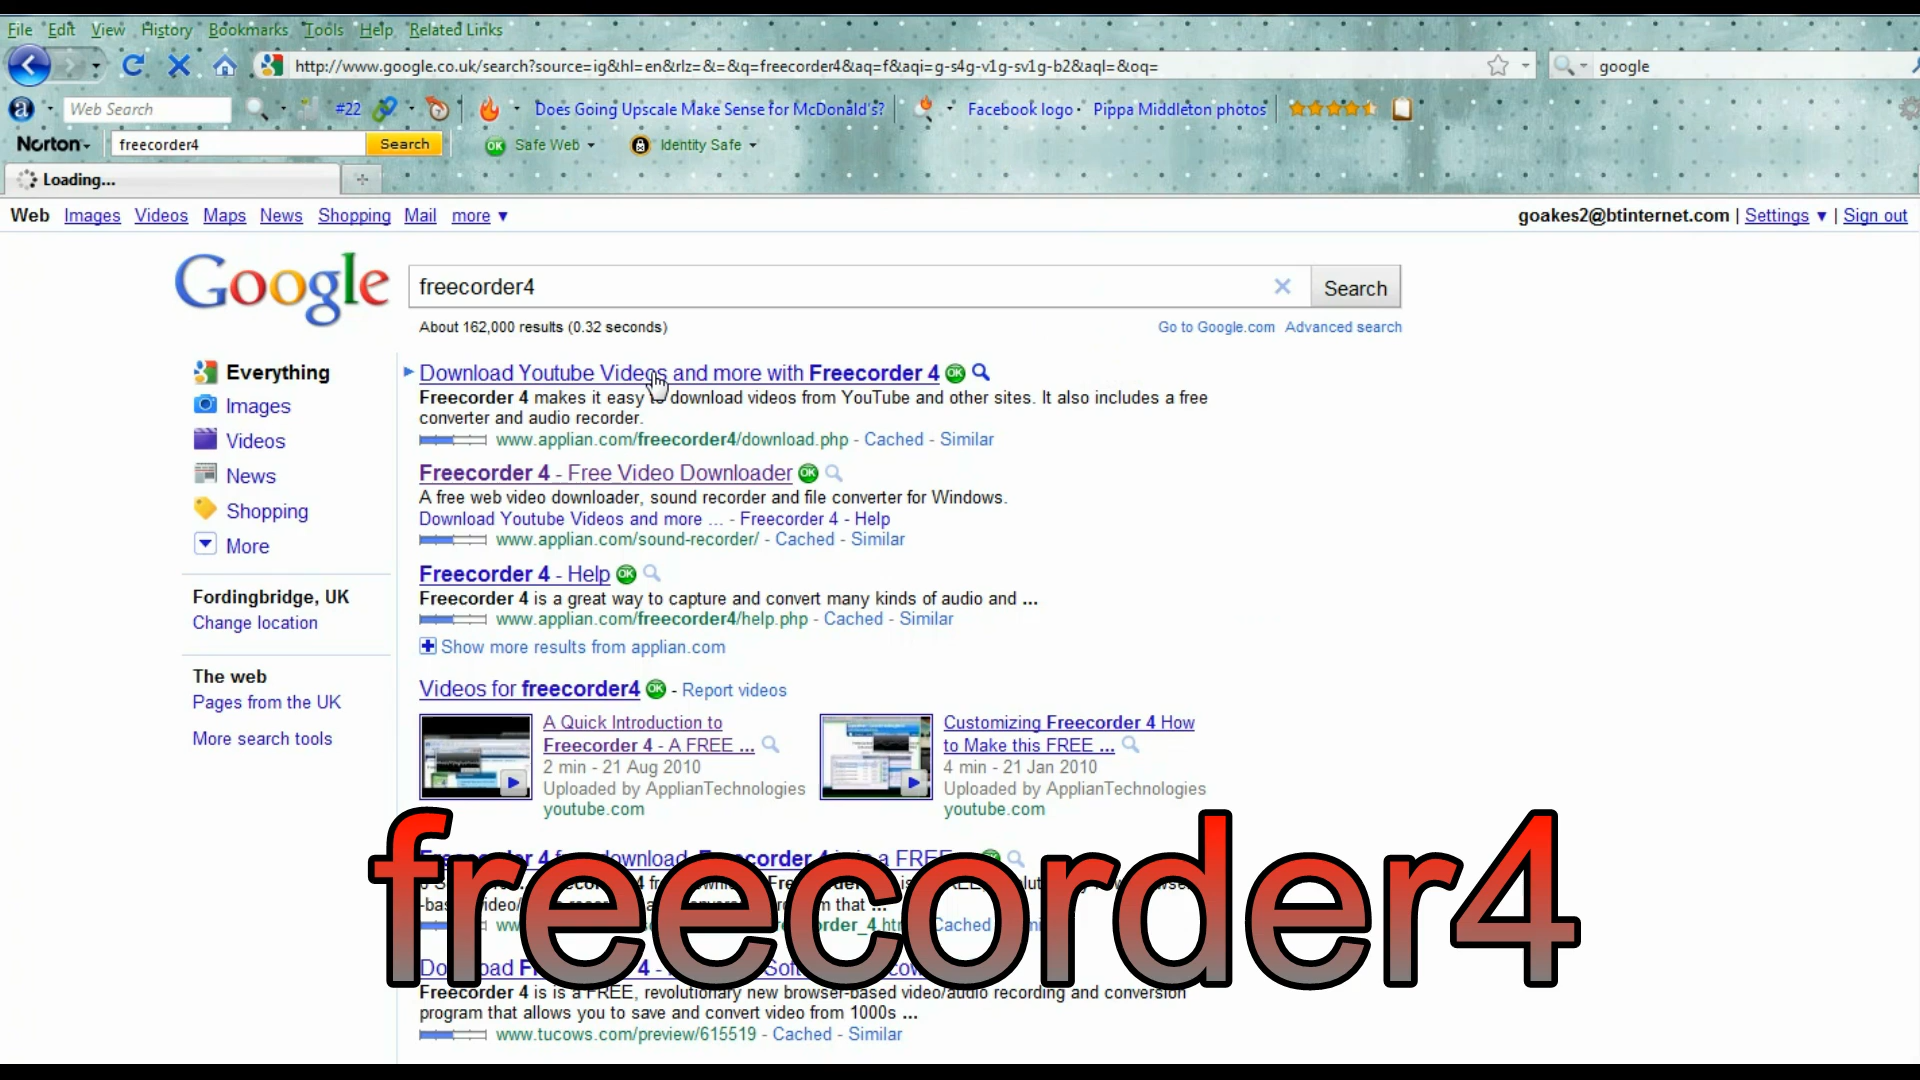 File Edit View History Bookmarks Tools Help Related Links
http://www.google.co.uk/search?source=ig&hl=en&rlz=&=&q=freecorder4&aq=f&aqi=g-s4g-v1g-sv1g-b2&aql=&oq= google
a Web Search #22 Does Going Upscale Make Sense for McDonald's? Facebook logo · Pippa Middleton photos
Norton freecorder4 Search OK Safe Web Identity Safe
Loading...
Web Images Videos Maps News Shopping Mail more ▼ goakes2@btinternet.com | Settings ▼ | Sign out
Google freecorder4 Search
About 162,000 results (0.32 seconds) Go to Google.com Advanced search
Everything
Images
Videos
News
Shopping
More
Fordingbridge, UK
Change location
The web
Pages from the UK
More search tools
Download Youtube Videos and more with Freecorder 4 OK
Freecorder 4 makes it easy to download videos from YouTube and other sites. It also includes a free
converter and audio recorder.
www.applian.com/freecorder4/download.php - Cached - Similar
Freecorder 4 - Free Video Downloader OK
A free web video downloader, sound recorder and file converter for Windows.
Download Youtube Videos and more ... - Freecorder 4 - Help
www.applian.com/sound-recorder/ - Cached - Similar
Freecorder 4 - Help OK
Freecorder 4 is a great way to capture and convert many kinds of audio and ...
www.applian.com/freecorder4/help.php - Cached - Similar
Show more results from applian.com
Videos for freecorder4 OK - Report videos
A Quick Introduction to
Freecorder 4 - A FREE ...
2 min - 21 Aug 2010
Uploaded by ApplianTechnologies
youtube.com
Customizing Freecorder 4 How
to Make this FREE ...
4 min - 21 Jan 2010
Uploaded by ApplianTechnologies
youtube.com
freecorder4
Freecorder 4 is is a FREE, revolutionary new browser-based video/audio recording and conversion
program that allows you to save and convert video from 1000s ...
www.tucows.com/preview/615519 - Cached - Similar